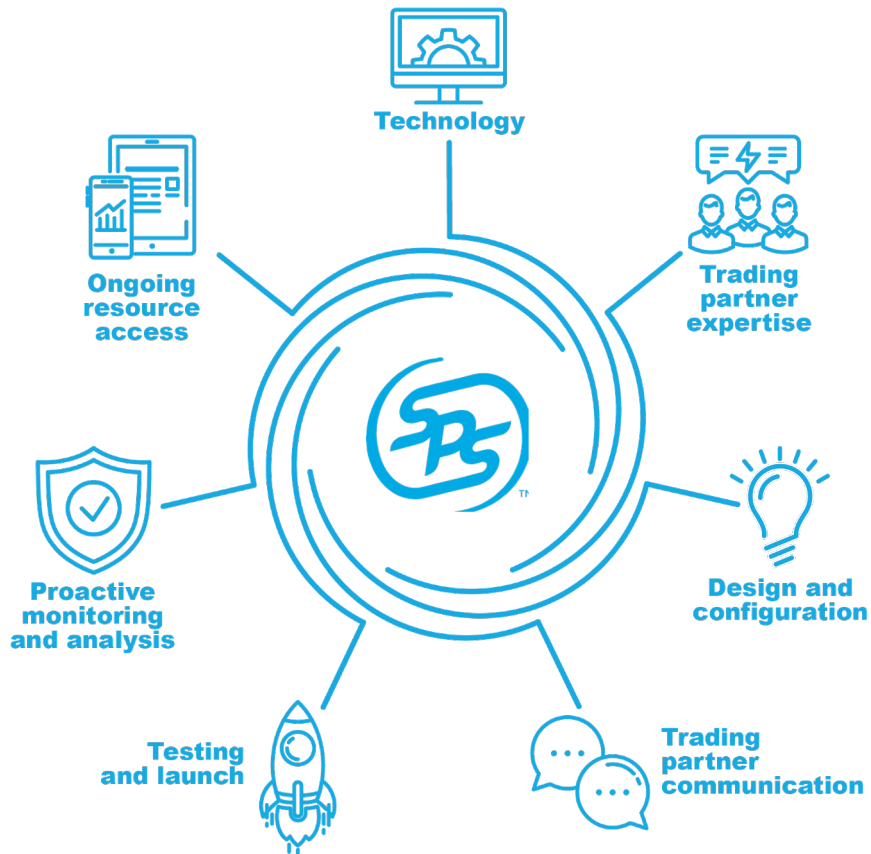 Technology
Trading
partner
expertise
Design and
configuration
Trading
partner
communication
Testing
and launch
Proactive
monitoring
and analysis
Ongoing
resource
access
SPS